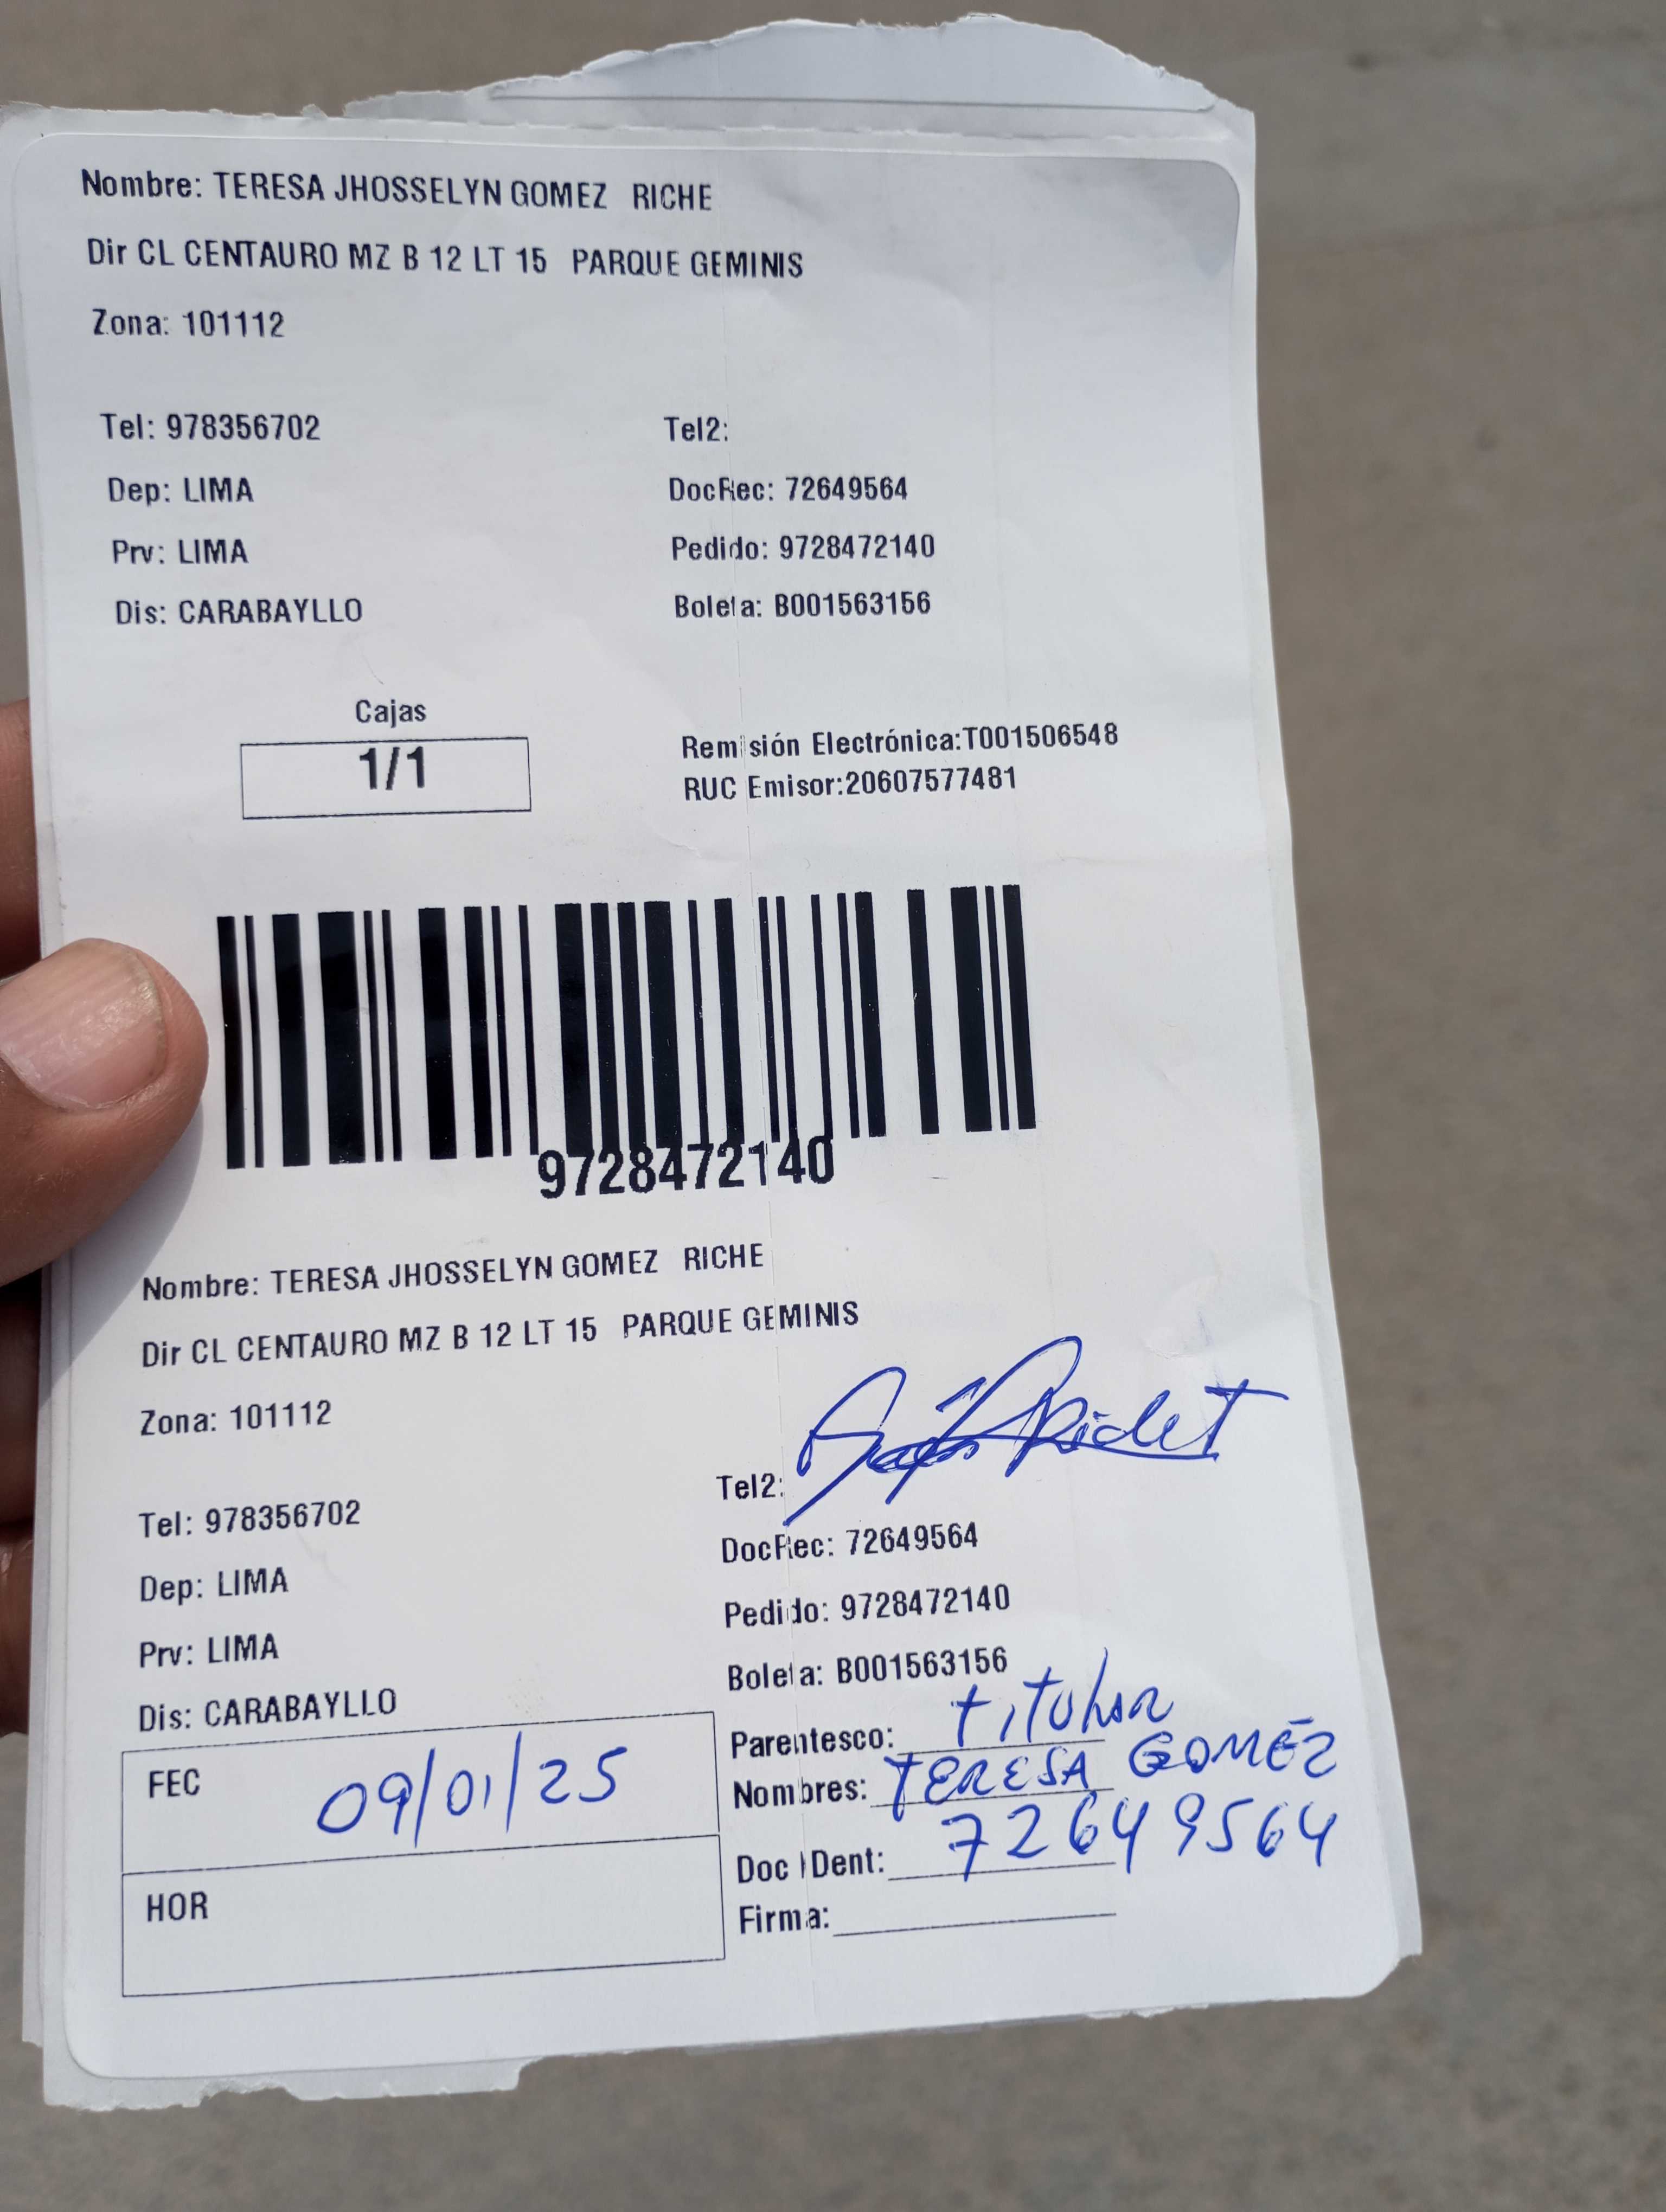 Nombre: TERESA JHOSSELYN GOMEZ RICHE
Dir CL CENTAURO MZ B 12 LT 15 PARQUE GEMINIS
Zona: 101112
Tel: 978356702 Tel2:
Dep: LIMA DocRec: 72649564
Prv: LIMA Pedido: 9728472140
Dis: CARABAYLLO Boleta: B001563156
Cajas
1/1
Remisión Electrónica:T001506548
RUC Emisor:20607577481
9728472140
Nombre: TERESA JHOSSELYN GOMEZ RICHE
Dir CL CENTAURO MZ B 12 LT 15 PARQUE GEMINIS
Zona: 101112
Tel: 978356702 Tel2:
Dep: LIMA DocRec: 72649564
Prv: LIMA Pedido: 9728472140
Dis: CARABAYLLO Boleta: B001563156
FEC 09/01/25
HOR
Parentesco: titular
Nombres: TERESA GOMEZ
Doc IDent: 72649564
Firma: